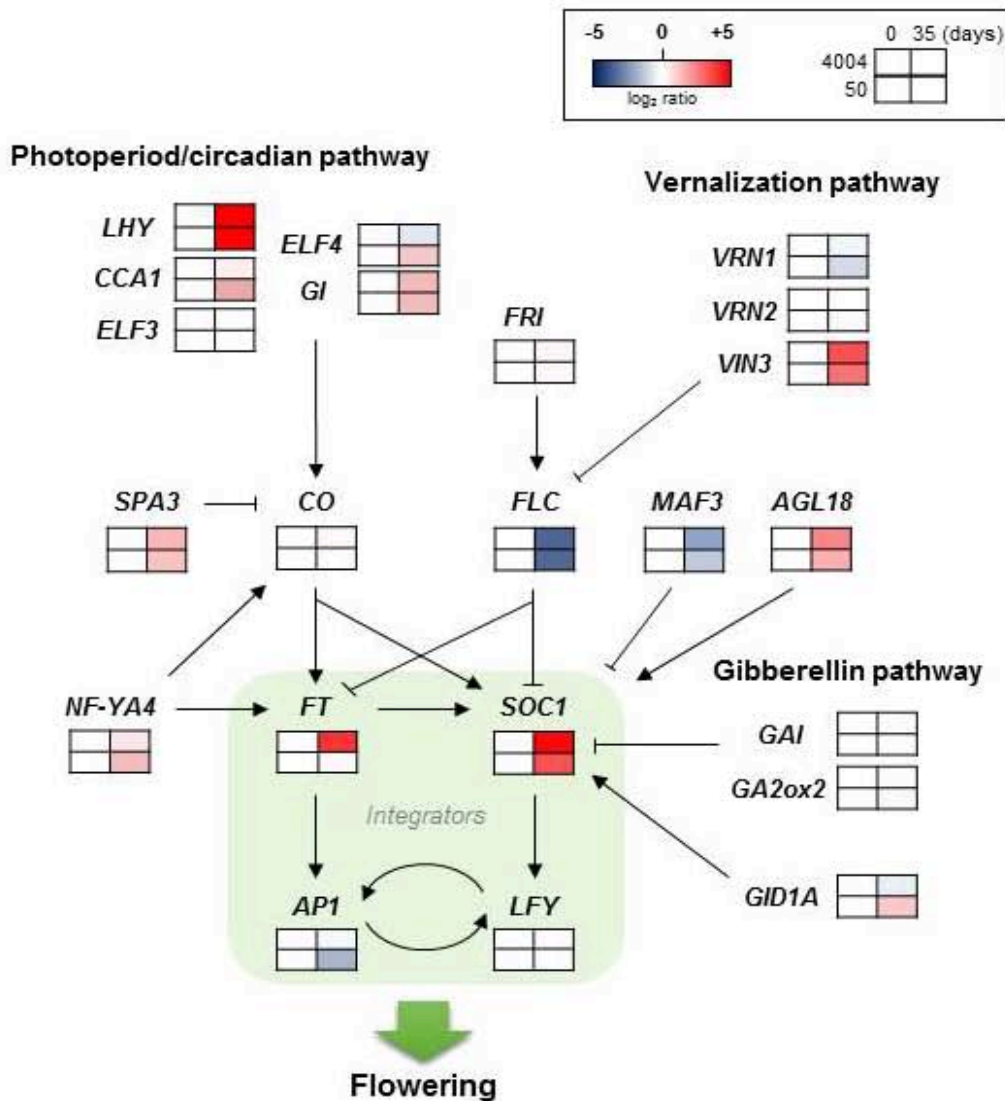 -5 0 +5
log₂ ratio
0 35 (days)
4004
50
Photoperiod/circadian pathway
Vernalization pathway
LHY
ELF4
CCA1
GI
ELF3
VRN1
VRN2
VIN3
FRI
SPA3
CO
FLC
MAF3
AGL18
Gibberellin pathway
NF-YA4
FT
SOC1
GAI
GA2ox2
Integrators
GID1A
AP1
LFY
Flowering